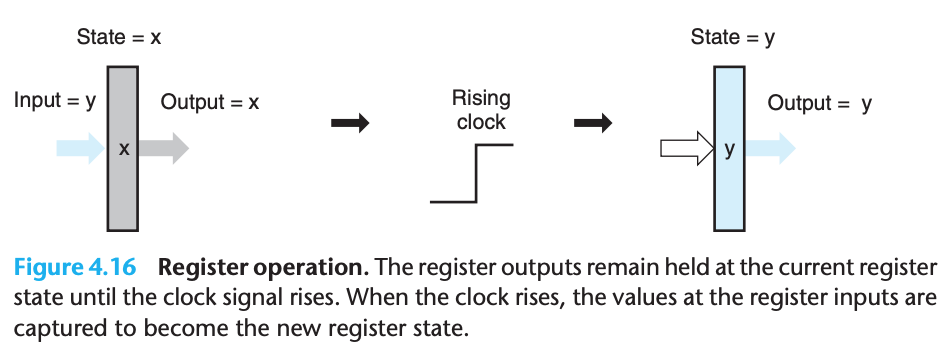 State = x
Input = y
Output = x
x
Rising
clock
State = y
Output = y
y
Figure 4.16 Register operation. The register outputs remain held at the current register
state until the clock signal rises. When the clock rises, the values at the register inputs are
captured to become the new register state.